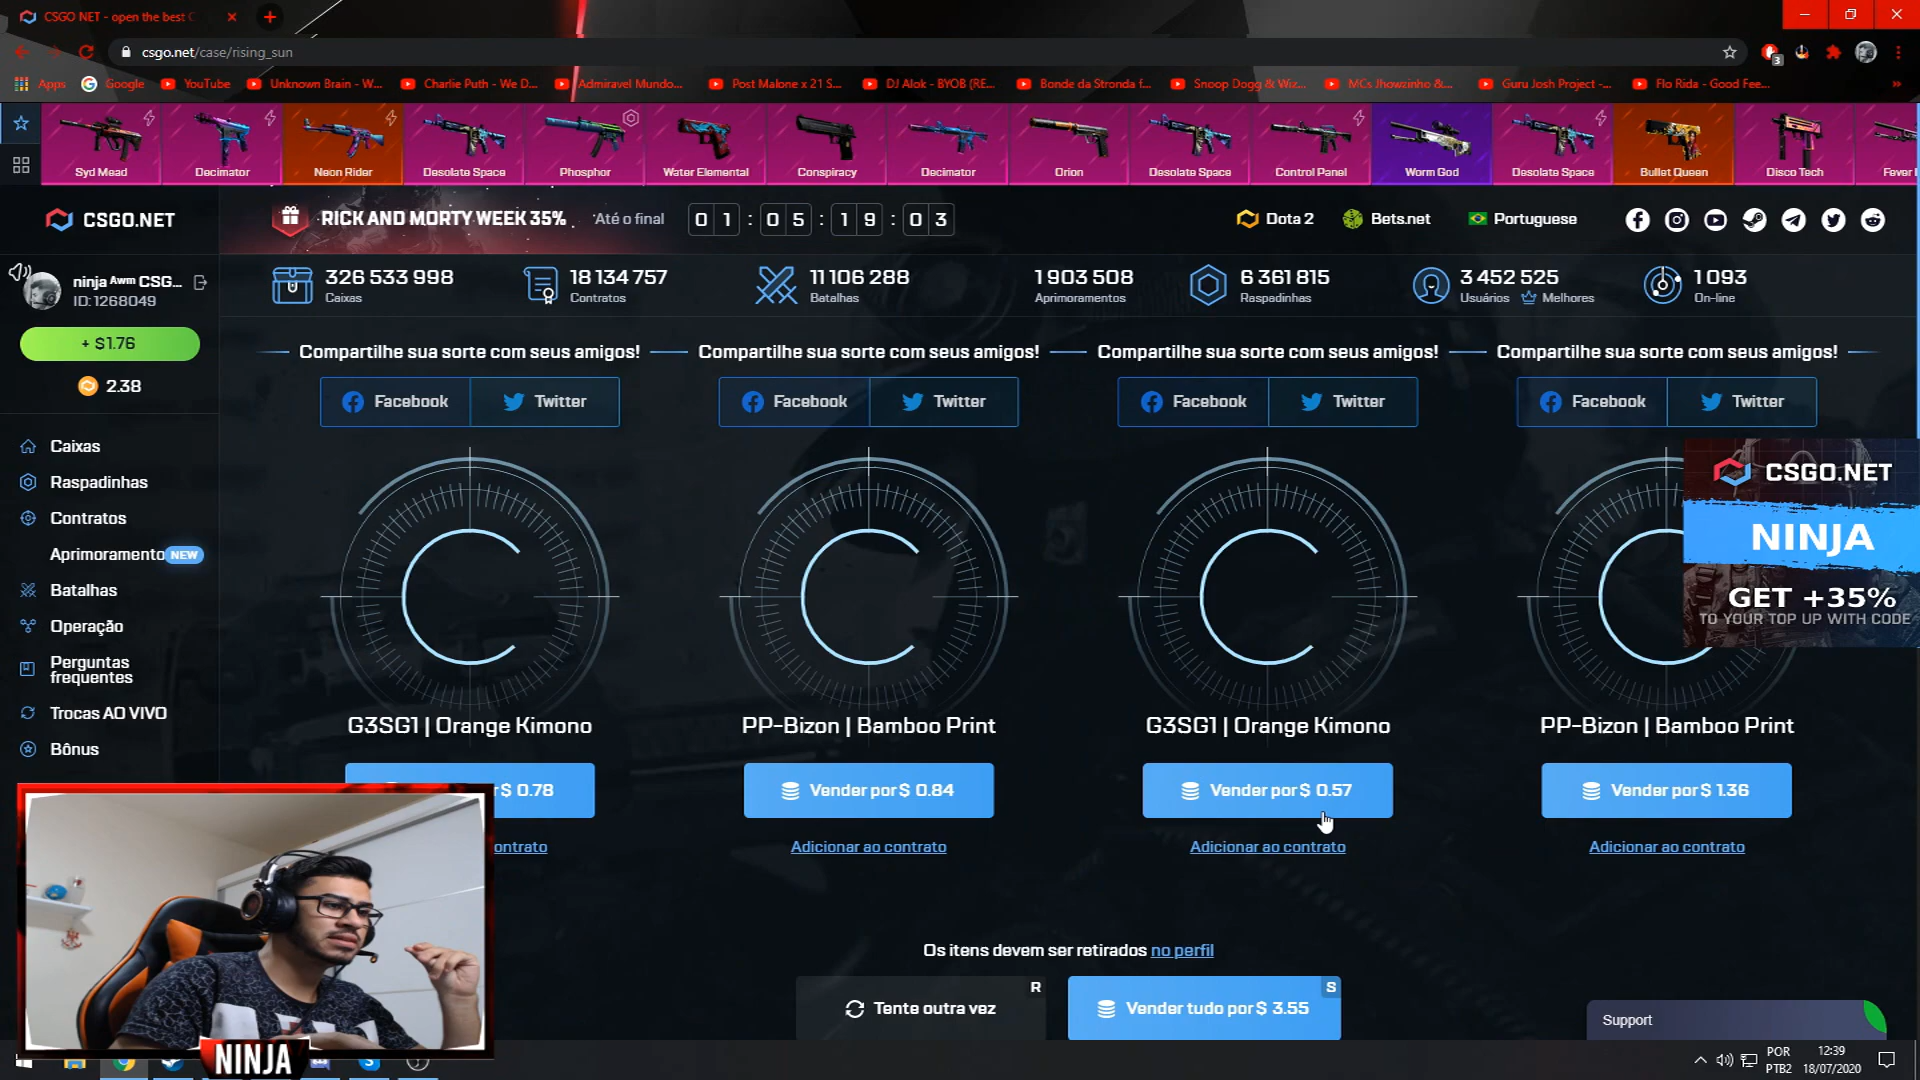 CSGO NET - open the best C
csgo.net/case/rising_sun
3
Apps
Google
YouTube
Unknown Brain - W...
Charlie Puth - We D...
Admiravel Mundo...
Post Malone x 21 S...
DJ Alok - BYOB (RE...
Bonde da Stronda f...
Snoop Dogg & Wiz...
MCs Jhowzinho &...
Guru Josh Project -...
Flo Rida - Good Fee...
Syd Mead
Decimator
Neon Rider
Desolate Space
Phosphor
Water Elemental
Conspiracy
Decimator
Orion
Desolate Space
Control Panel
Worm God
Desolate Space
Bullet Queen
Disco Tech
Fever
CSGO.NET
RICK AND MORTY WEEK 35%
Até o final
01:05:19:03
Dota 2
Bets.net
Portuguese
ninja ᴬʷᵐ CSG...
ID:1268049
326 533 998
Caixas
18 134 757
Contratos
11 106 288
Batalhas
1 903 508
Aprimoramentos
6 361 815
Raspadinhas
3 452 525
Usuários
Melhores
1 093
On-line
+ $1.76
2.38
Caixas
Raspadinhas
Contratos
Aprimoramento NEW
Batalhas
Operação
Perguntas
frequentes
Trocas AO VIVO
Bônus
Compartilhe sua sorte com seus amigos!
Compartilhe sua sorte com seus amigos!
Compartilhe sua sorte com seus amigos!
Compartilhe sua sorte com seus amigos!
Facebook
Twitter
Facebook
Twitter
Facebook
Twitter
Facebook
Twitter
CSGO.NET
NINJA
GET +35%
TO YOUR TOP UP WITH CODE
G3SG1 | Orange Kimono
PP-Bizon | Bamboo Print
G3SG1 | Orange Kimono
PP-Bizon | Bamboo Print
r $ 0.78
Vender por $ 0.84
Vender por $ 0.57
Vender por $ 1.36
ontrato
Adicionar ao contrato
Adicionar ao contrato
Adicionar ao contrato
Os itens devem ser retirados no perfil
Tente outra vez
R
Vender tudo por $ 3.55
S
Support
NINJA
POR
PTB2
12:39
18/07/2020